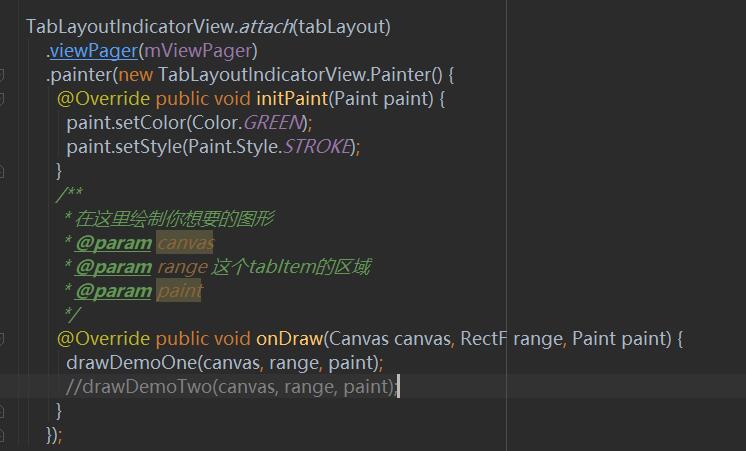 TabLayoutIndicatorView.attach(tabLayout)
.viewPager(mViewPager)
.painter(new TabLayoutIndicatorView.Painter() {
@Override public void initPaint(Paint paint) {
paint.setColor(Color.GREEN);
paint.setStyle(Paint.Style.STROKE);
}
/**
* 在这里绘制你想要的图形
* @param canvas
* @param range 这个tabItem的区域
* @param paint
*/
@Override public void onDraw(Canvas canvas, RectF range, Paint paint) {
drawDemoOne(canvas, range, paint);
//drawDemoTwo(canvas, range, paint);
}
});